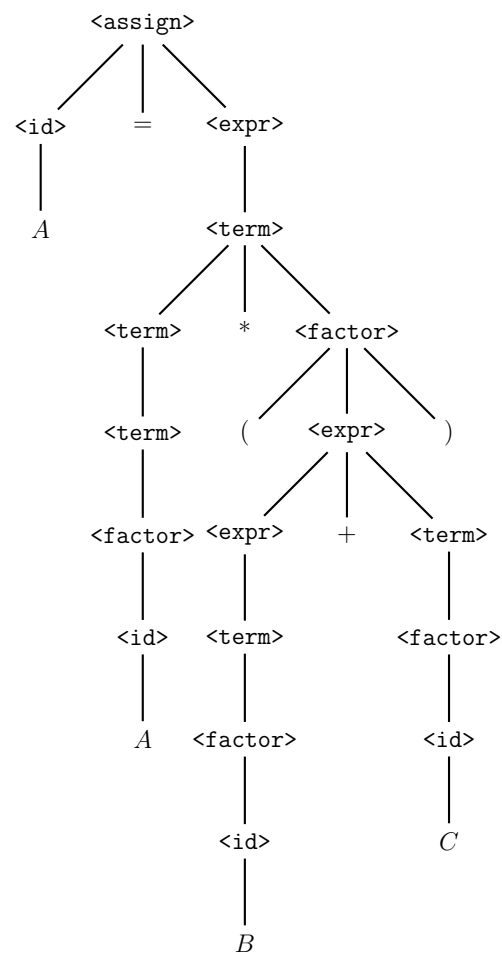 <assign>
<id> = <expr>
A <term>
<term> * <factor>
<term> ( <expr> )
<factor> <expr> + <term>
<id> <term> <factor>
A <factor> <id>
<id> C
B